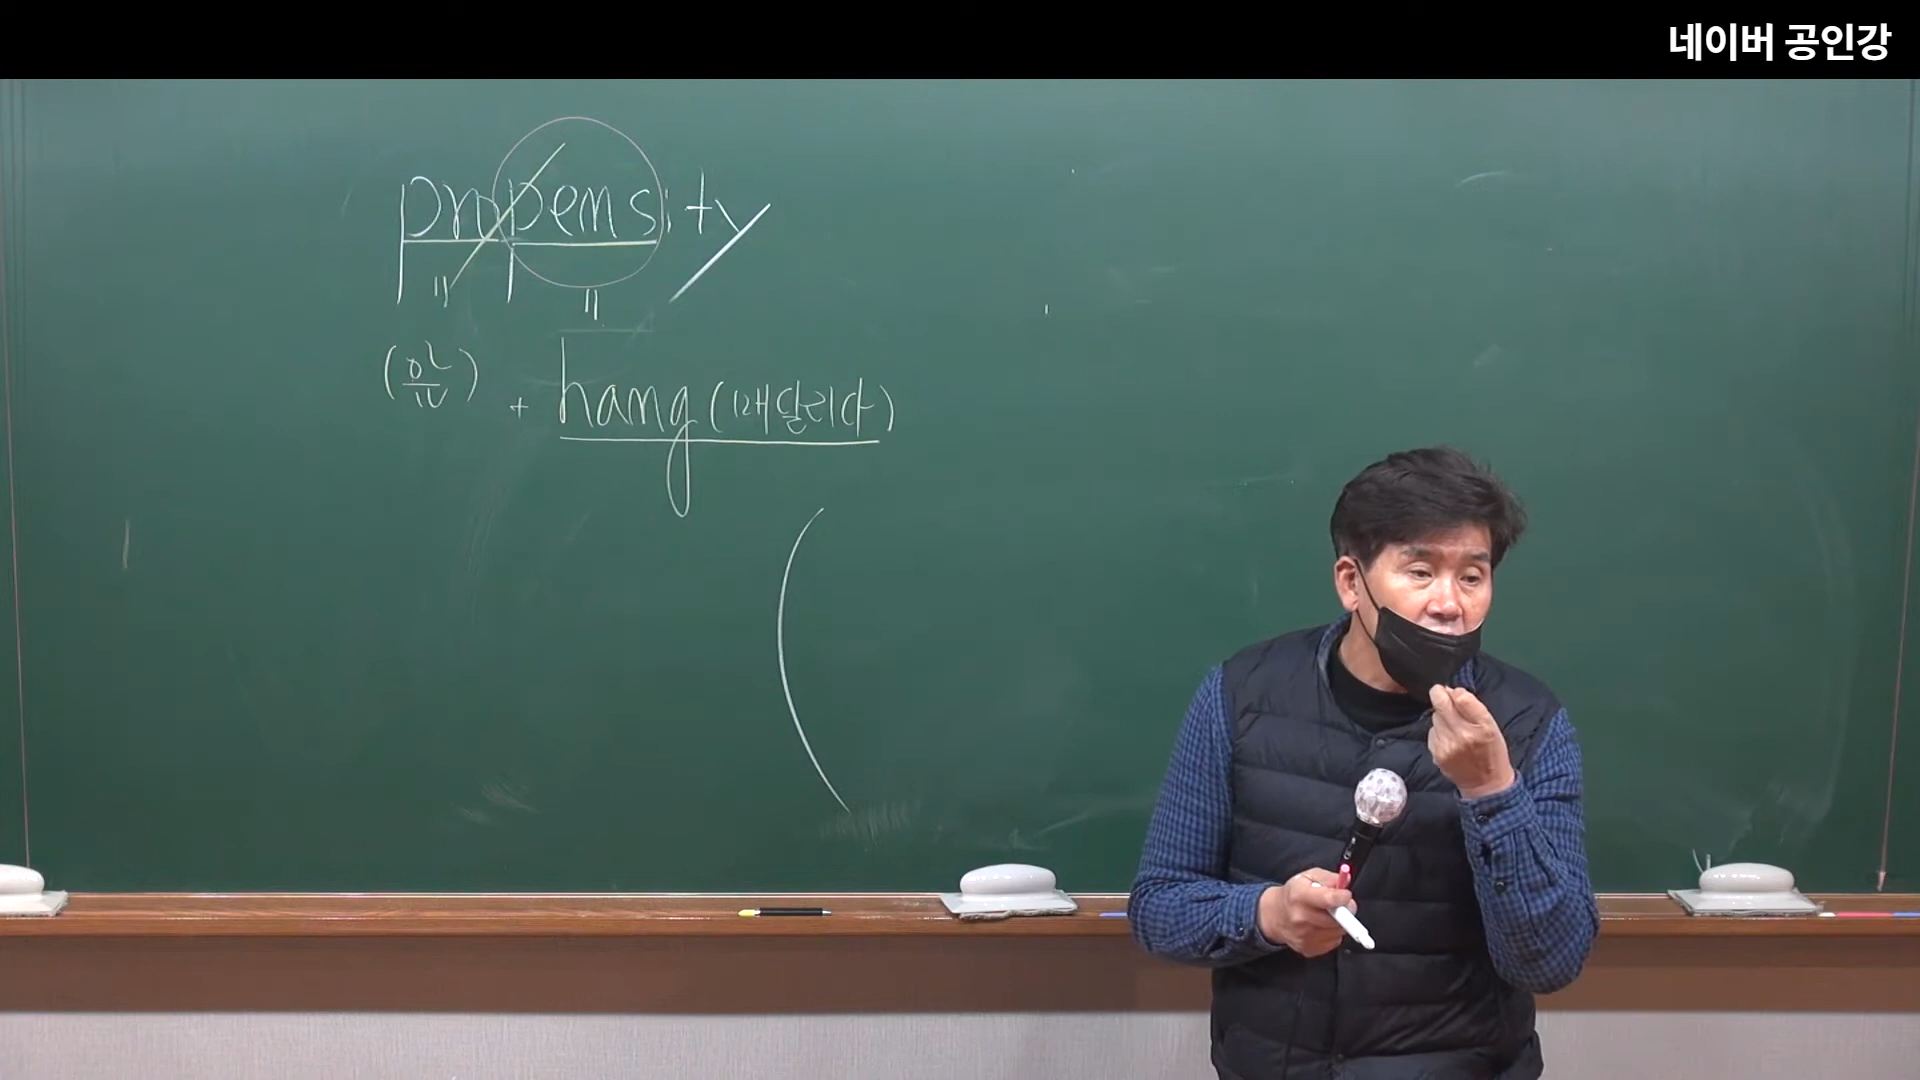 네이버 공인강
propensity
" "
(앞) + hang (매달리다)